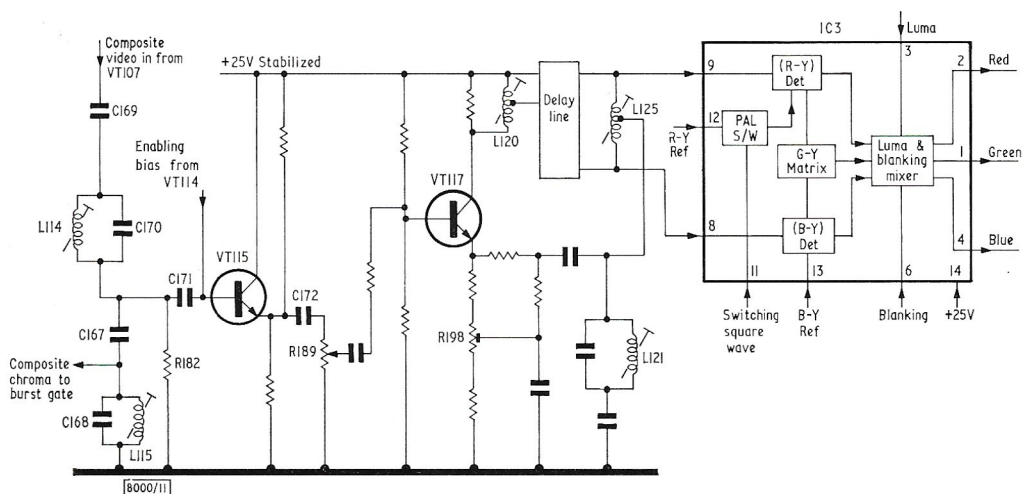 Composite
video in from
VT107
C169
Enabling
bias from
VT114
L114
C170
C171
VT115
C167
R182
Composite
chroma to
burst gate
C168
L115
8000/11
+25V Stabilized
C172
R189
VT117
R198
L120
Delay
line
L125
L121
IC3
Luma
3
9
(R-Y)
Det
2
Red
12
PAL
S/W
R-Y
Ref
G-Y
Matrix
Luma &
blanking
mixer
1
Green
8
(B-Y)
Det
4
Blue
11
13
6
14
Switching
square
wave
B-Y
Ref
Blanking
+25V